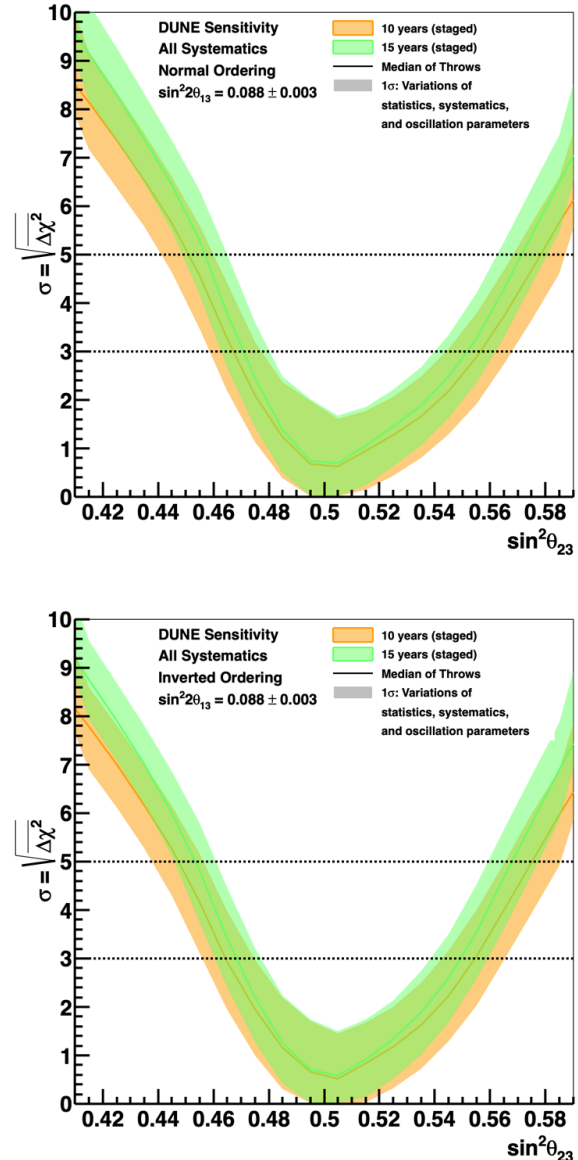 10
9
8
7
6
5
4
3
2
1
0
σ = √Δχ²
DUNE Sensitivity
All Systematics
Normal Ordering
sin²2θ₁₃ = 0.088 ± 0.003
10 years (staged)
15 years (staged)
Median of Throws
1σ: Variations of
statistics, systematics,
and oscillation parameters
0.42 0.44 0.46 0.48 0.5 0.52 0.54 0.56 0.58
sin²θ₂₃
10
9
8
7
6
5
4
3
2
1
0
σ = √Δχ²
DUNE Sensitivity
All Systematics
Inverted Ordering
sin²2θ₁₃ = 0.088 ± 0.003
10 years (staged)
15 years (staged)
Median of Throws
1σ: Variations of
statistics, systematics,
and oscillation parameters
0.42 0.44 0.46 0.48 0.5 0.52 0.54 0.56 0.58
sin²θ₂₃